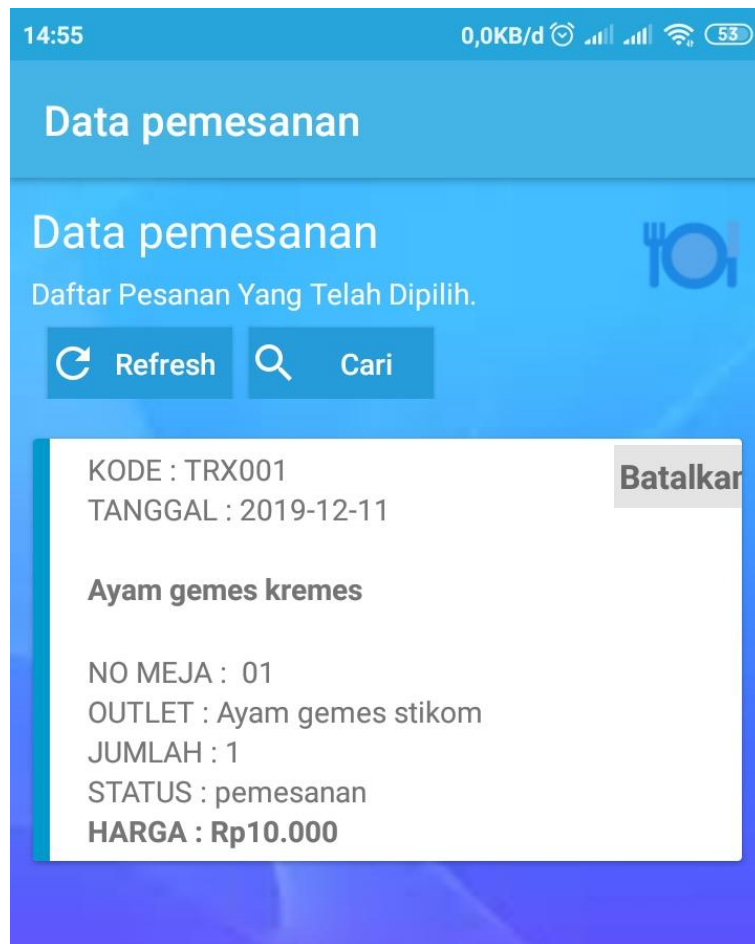 14:55 0,0KB/d 53
Data pemesanan
Data pemesanan
Daftar Pesanan Yang Telah Dipilih.
Refresh Cari
KODE : TRX001 Batalkan
TANGGAL : 2019-12-11
Ayam gemes kremes
NO MEJA : 01
OUTLET : Ayam gemes stikom
JUMLAH : 1
STATUS : pemesanan
HARGA : Rp10.000